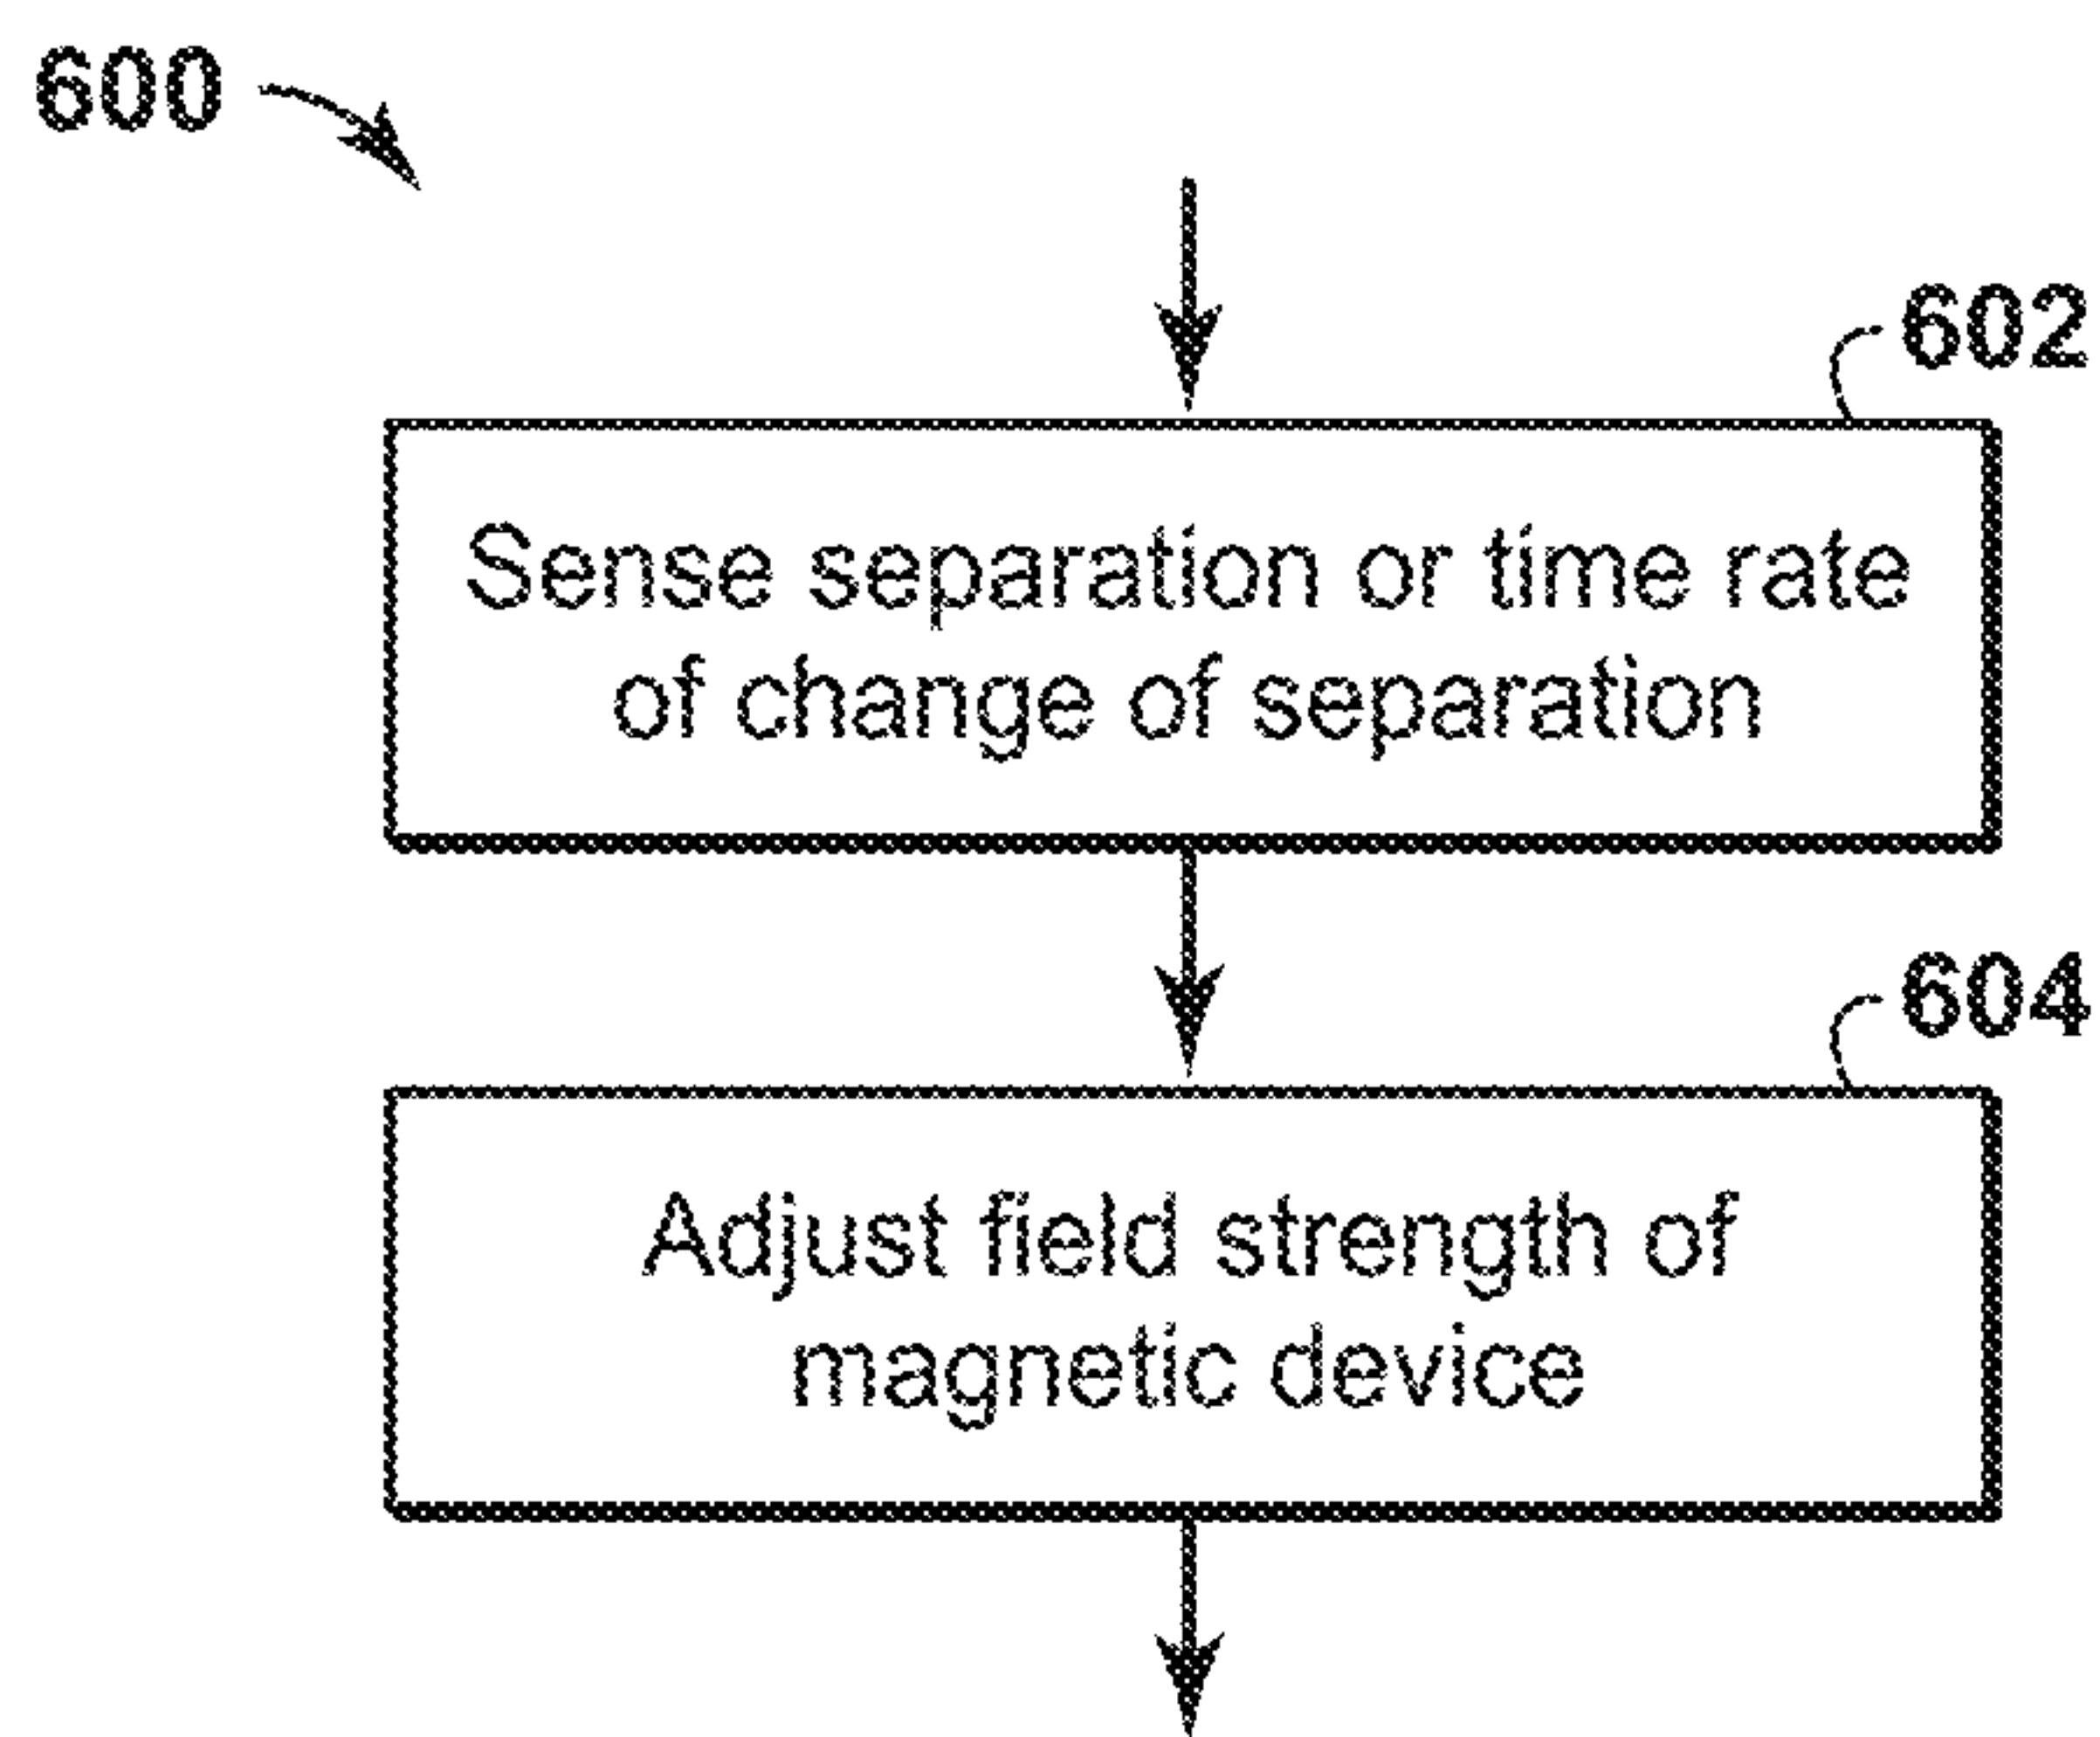 600
602
Sense separation or time rate
of change of separation
604
Adjust field strength of
magnetic device